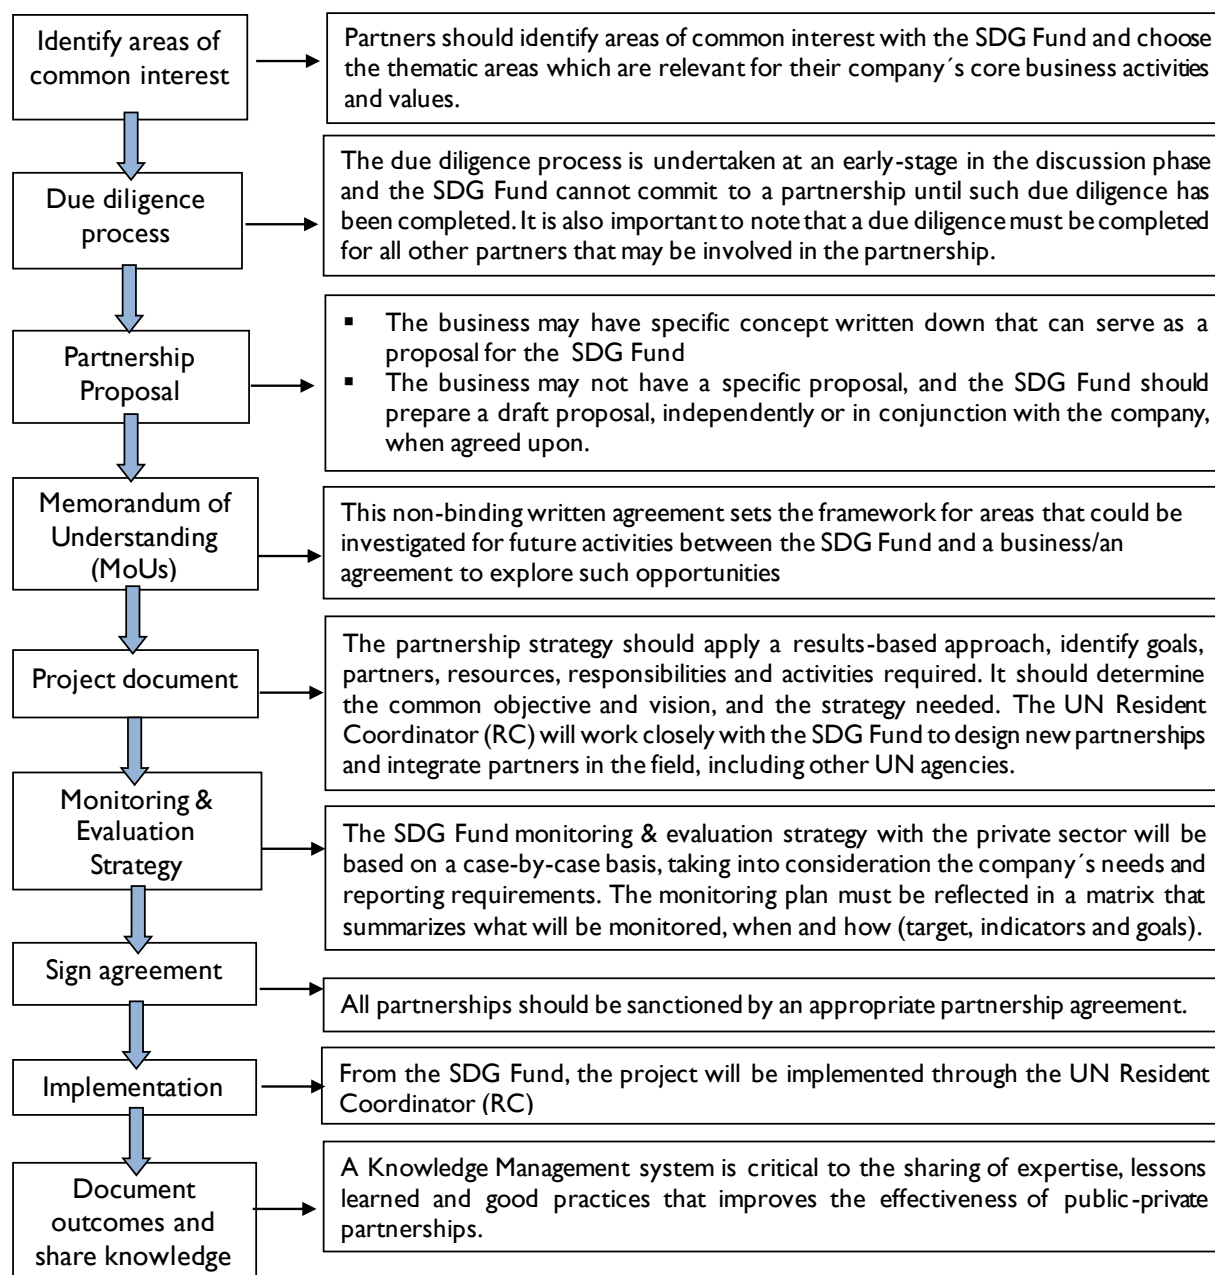 Identify areas of
common interest
Partners should identify areas of common interest with the SDG Fund and choose
the thematic areas which are relevant for their company´s core business activities
and values.
Due diligence
process
The due diligence process is undertaken at an early-stage in the discussion phase
and the SDG Fund cannot commit to a partnership until such due diligence has
been completed. It is also important to note that a due diligence must be completed
for all other partners that may be involved in the partnership.
Partnership
Proposal
▪ The business may have specific concept written down that can serve as a
proposal for the SDG Fund
▪ The business may not have a specific proposal, and the SDG Fund should
prepare a draft proposal, independently or in conjunction with the company,
when agreed upon.
Memorandum of
Understanding
(MoUs)
This non-binding written agreement sets the framework for areas that could be
investigated for future activities between the SDG Fund and a business/an
agreement to explore such opportunities
Project document
The partnership strategy should apply a results-based approach, identify goals,
partners, resources, responsibilities and activities required. It should determine
the common objective and vision, and the strategy needed. The UN Resident
Coordinator (RC) will work closely with the SDG Fund to design new partnerships
and integrate partners in the field, including other UN agencies.
Monitoring &
Evaluation
Strategy
The SDG Fund monitoring & evaluation strategy with the private sector will be
based on a case-by-case basis, taking into consideration the company´s needs and
reporting requirements. The monitoring plan must be reflected in a matrix that
summarizes what will be monitored, when and how (target, indicators and goals).
Sign agreement
All partnerships should be sanctioned by an appropriate partnership agreement.
Implementation
From the SDG Fund, the project will be implemented through the UN Resident
Coordinator (RC)
Document
outcomes and
share knowledge
A Knowledge Management system is critical to the sharing of expertise, lessons
learned and good practices that improves the effectiveness of public-private
partnerships.